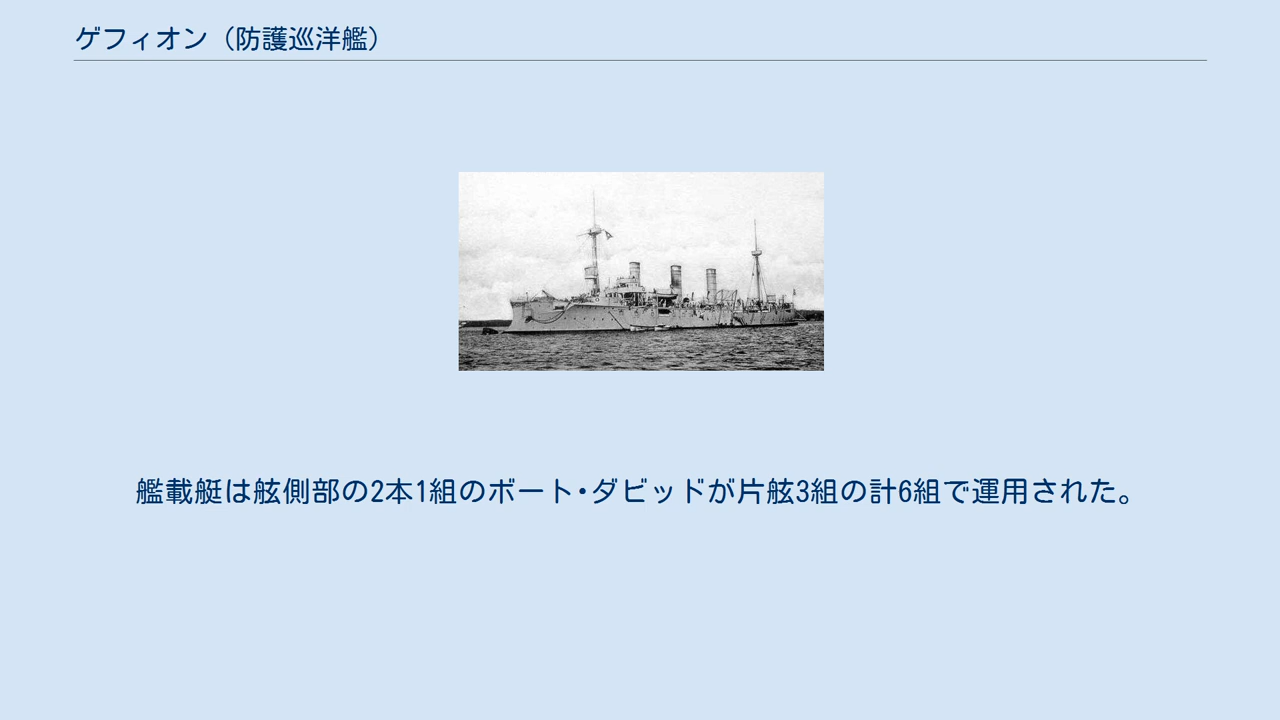 ゲフィオン（防護巡洋艦）
艦載艇は舷側部の2本1組のボート・ダビッドが片舷3組の計6組で運用された。